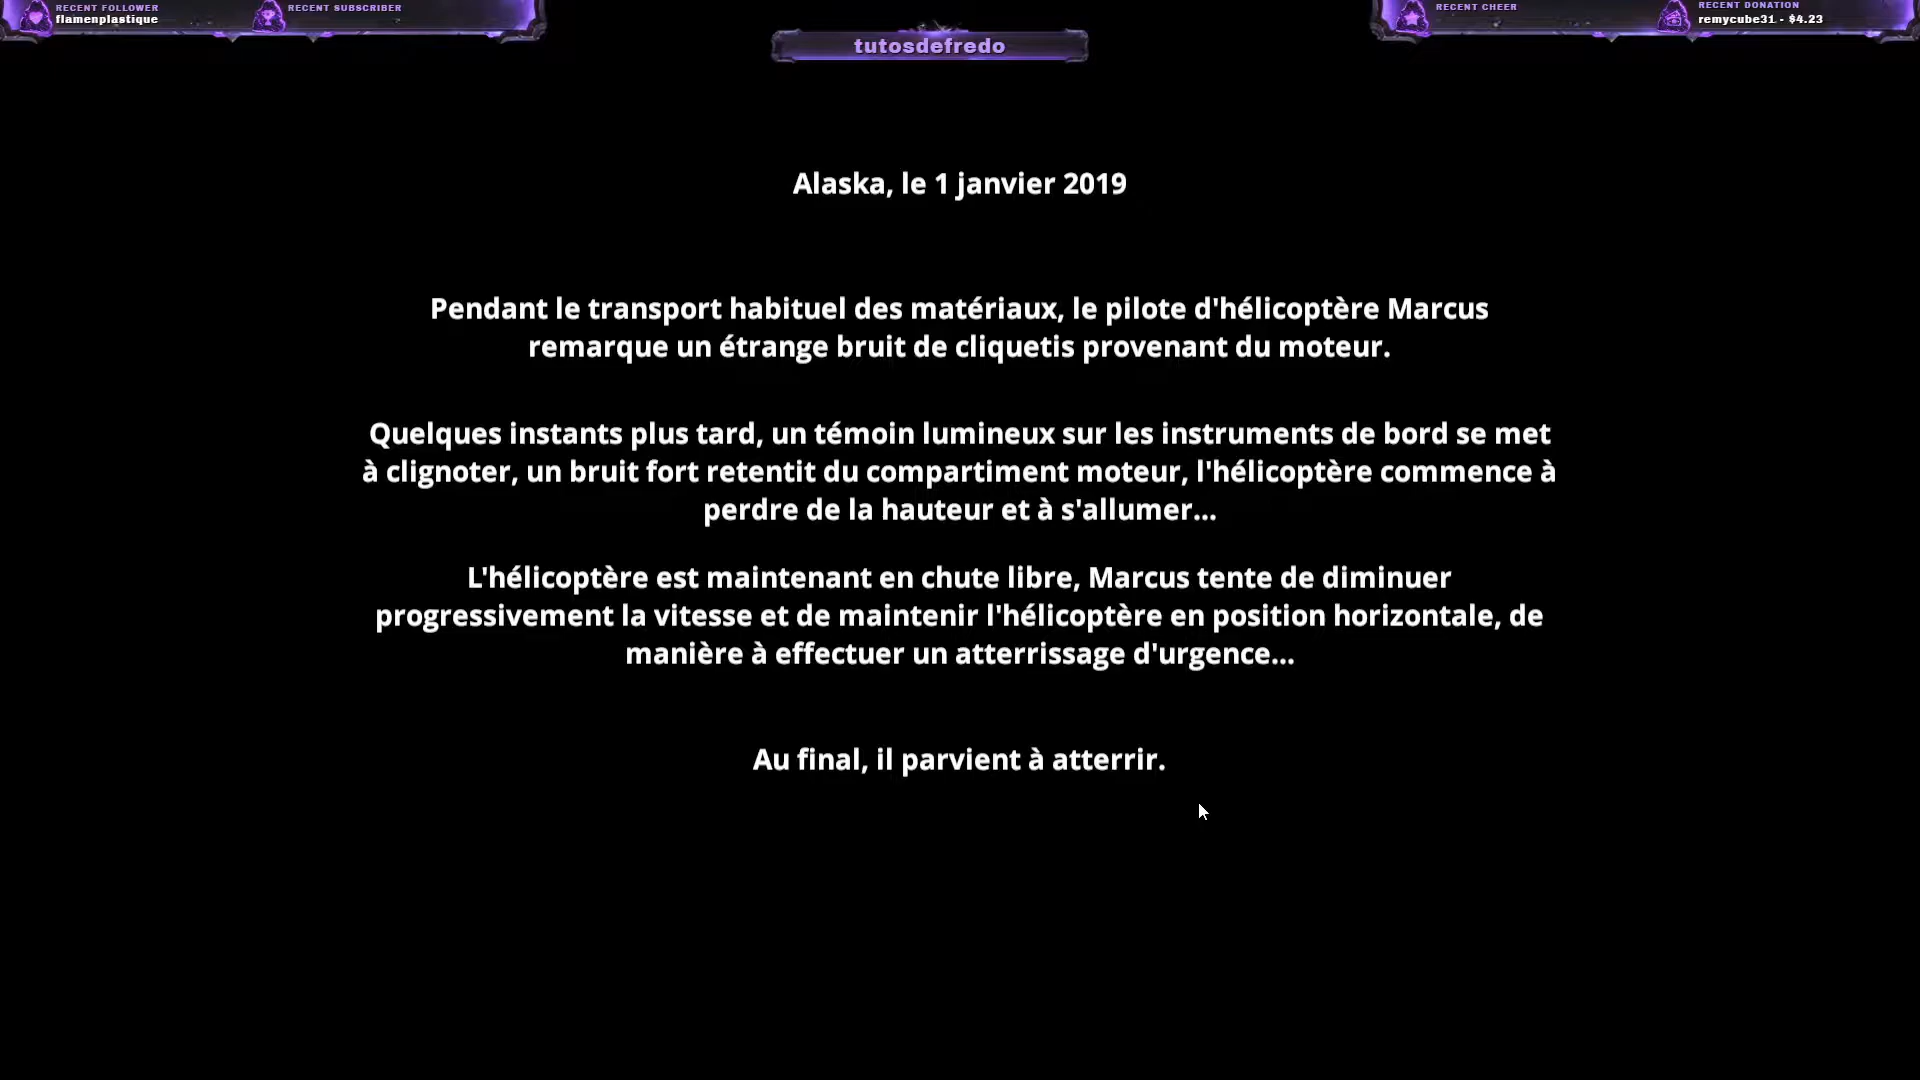 RECENT FOLLOWER
flamenplastique
RECENT SUBSCRIBER
tutosdefredo
RECENT CHEER
RECENT DONATION
remycube31 - $4.23
Alaska, le 1 janvier 2019
Pendant le transport habituel des matériaux, le pilote d'hélicoptère Marcus
remarque un étrange bruit de cliquetis provenant du moteur.
Quelques instants plus tard, un témoin lumineux sur les instruments de bord se met
à clignoter, un bruit fort retentit du compartiment moteur, l'hélicoptère commence à
perdre de la hauteur et à s'allumer...
L'hélicoptère est maintenant en chute libre, Marcus tente de diminuer
progressivement la vitesse et de maintenir l'hélicoptère en position horizontale, de
manière à effectuer un atterrissage d'urgence...
Au final, il parvient à atterrir.